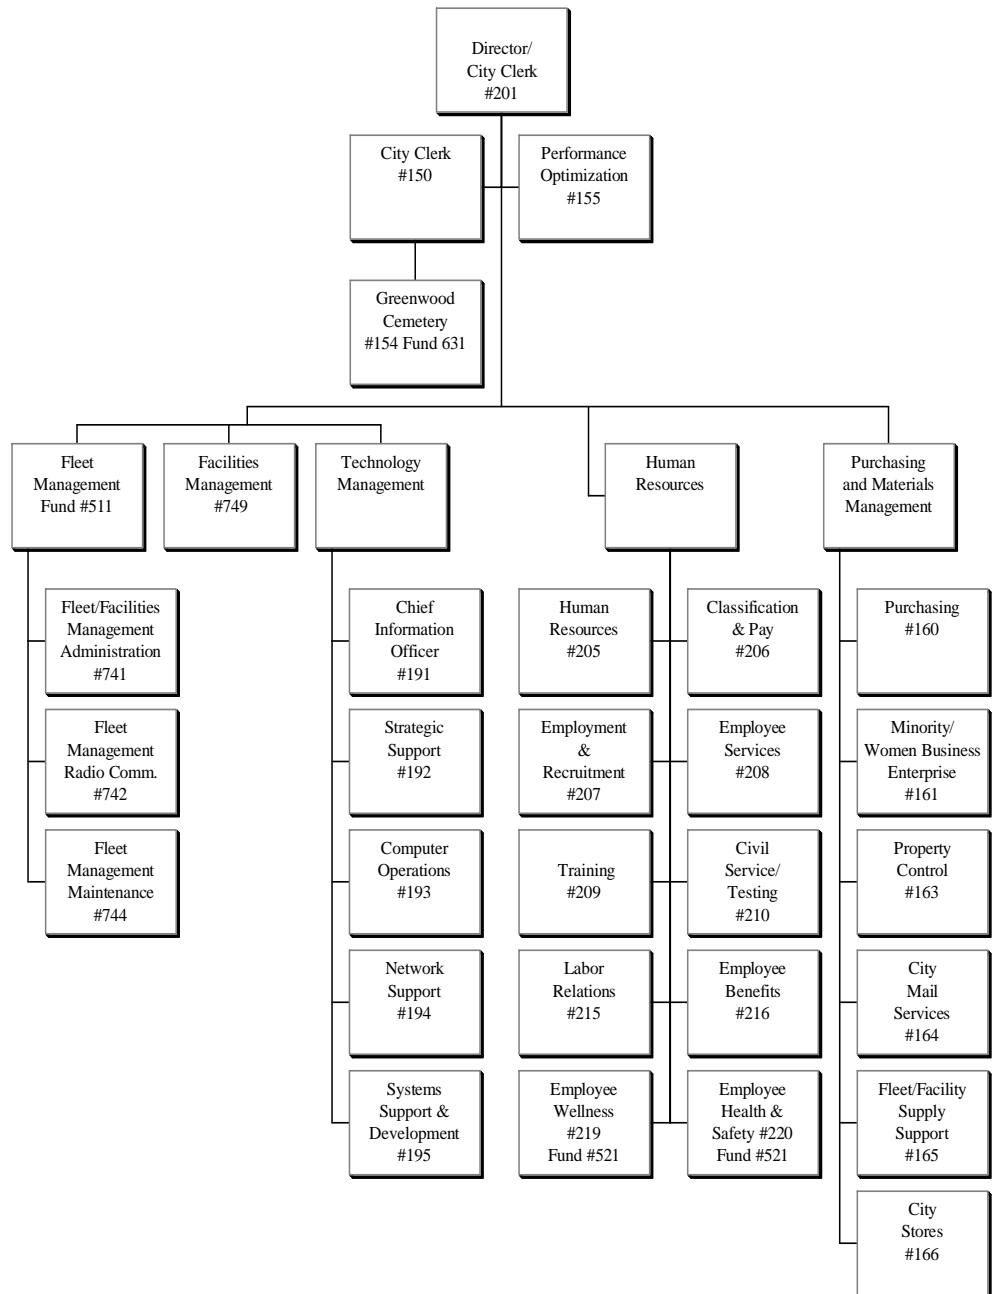 Director/
City Clerk
#201
City Clerk
#150
Performance
Optimization
#155
Greenwood
Cemetery
#154 Fund 631
Fleet
Management
Fund #511
Facilities
Management
#749
Technology
Management
Human
Resources
Purchasing
and Materials
Management
Fleet/Facilities
Management
Administration
#741
Chief
Information
Officer
#191
Human
Resources
#205
Classification
& Pay
#206
Purchasing
#160
Fleet
Management
Radio Comm.
#742
Strategic
Support
#192
Employment
&
Recruitment
#207
Employee
Services
#208
Minority/
Women Business
Enterprise
#161
Fleet
Management
Maintenance
#744
Computer
Operations
#193
Training
#209
Civil
Service/
Testing
#210
Property
Control
#163
Network
Support
#194
Labor
Relations
#215
Employee
Benefits
#216
City
Mail
Services
#164
Systems
Support &
Development
#195
Employee
Wellness
#219
Fund #521
Employee
Health &
Safety #220
Fund #521
Fleet/Facility
Supply
Support
#165
City
Stores
#166